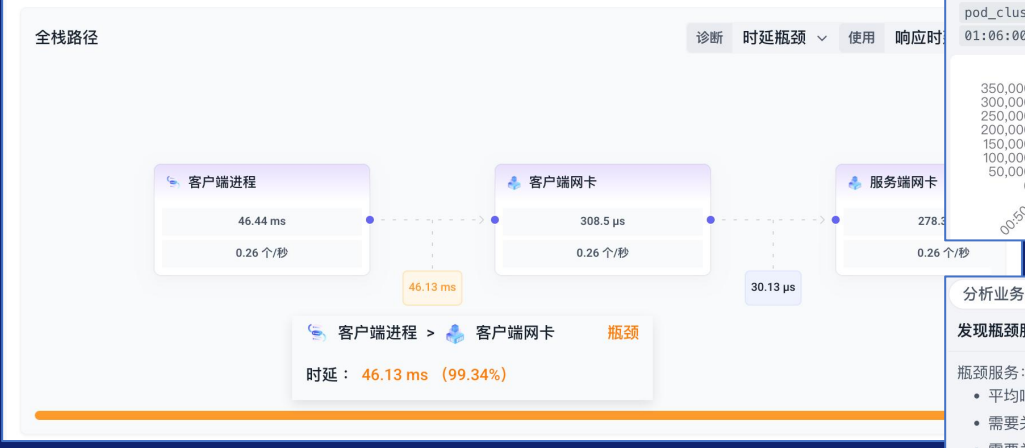 全栈路径
诊断 时延瓶颈 使用 响应时
客户端进程
46.44 ms
0.26 个/秒
46.13 ms
客户端网卡
308.5 μs
0.26 个/秒
30.13 μs
服务端网卡
278.3
0.26 个/秒
客户端进程 > 客户端网卡 瓶颈
时延： 46.13 ms （99.34%）
pod_clus
01:06:00
350,000
300,000
250,000
200,000
150,000
100,000
50,000
00:50
分析业务
发现瓶颈
瓶颈服务：
• 平均
• 需要